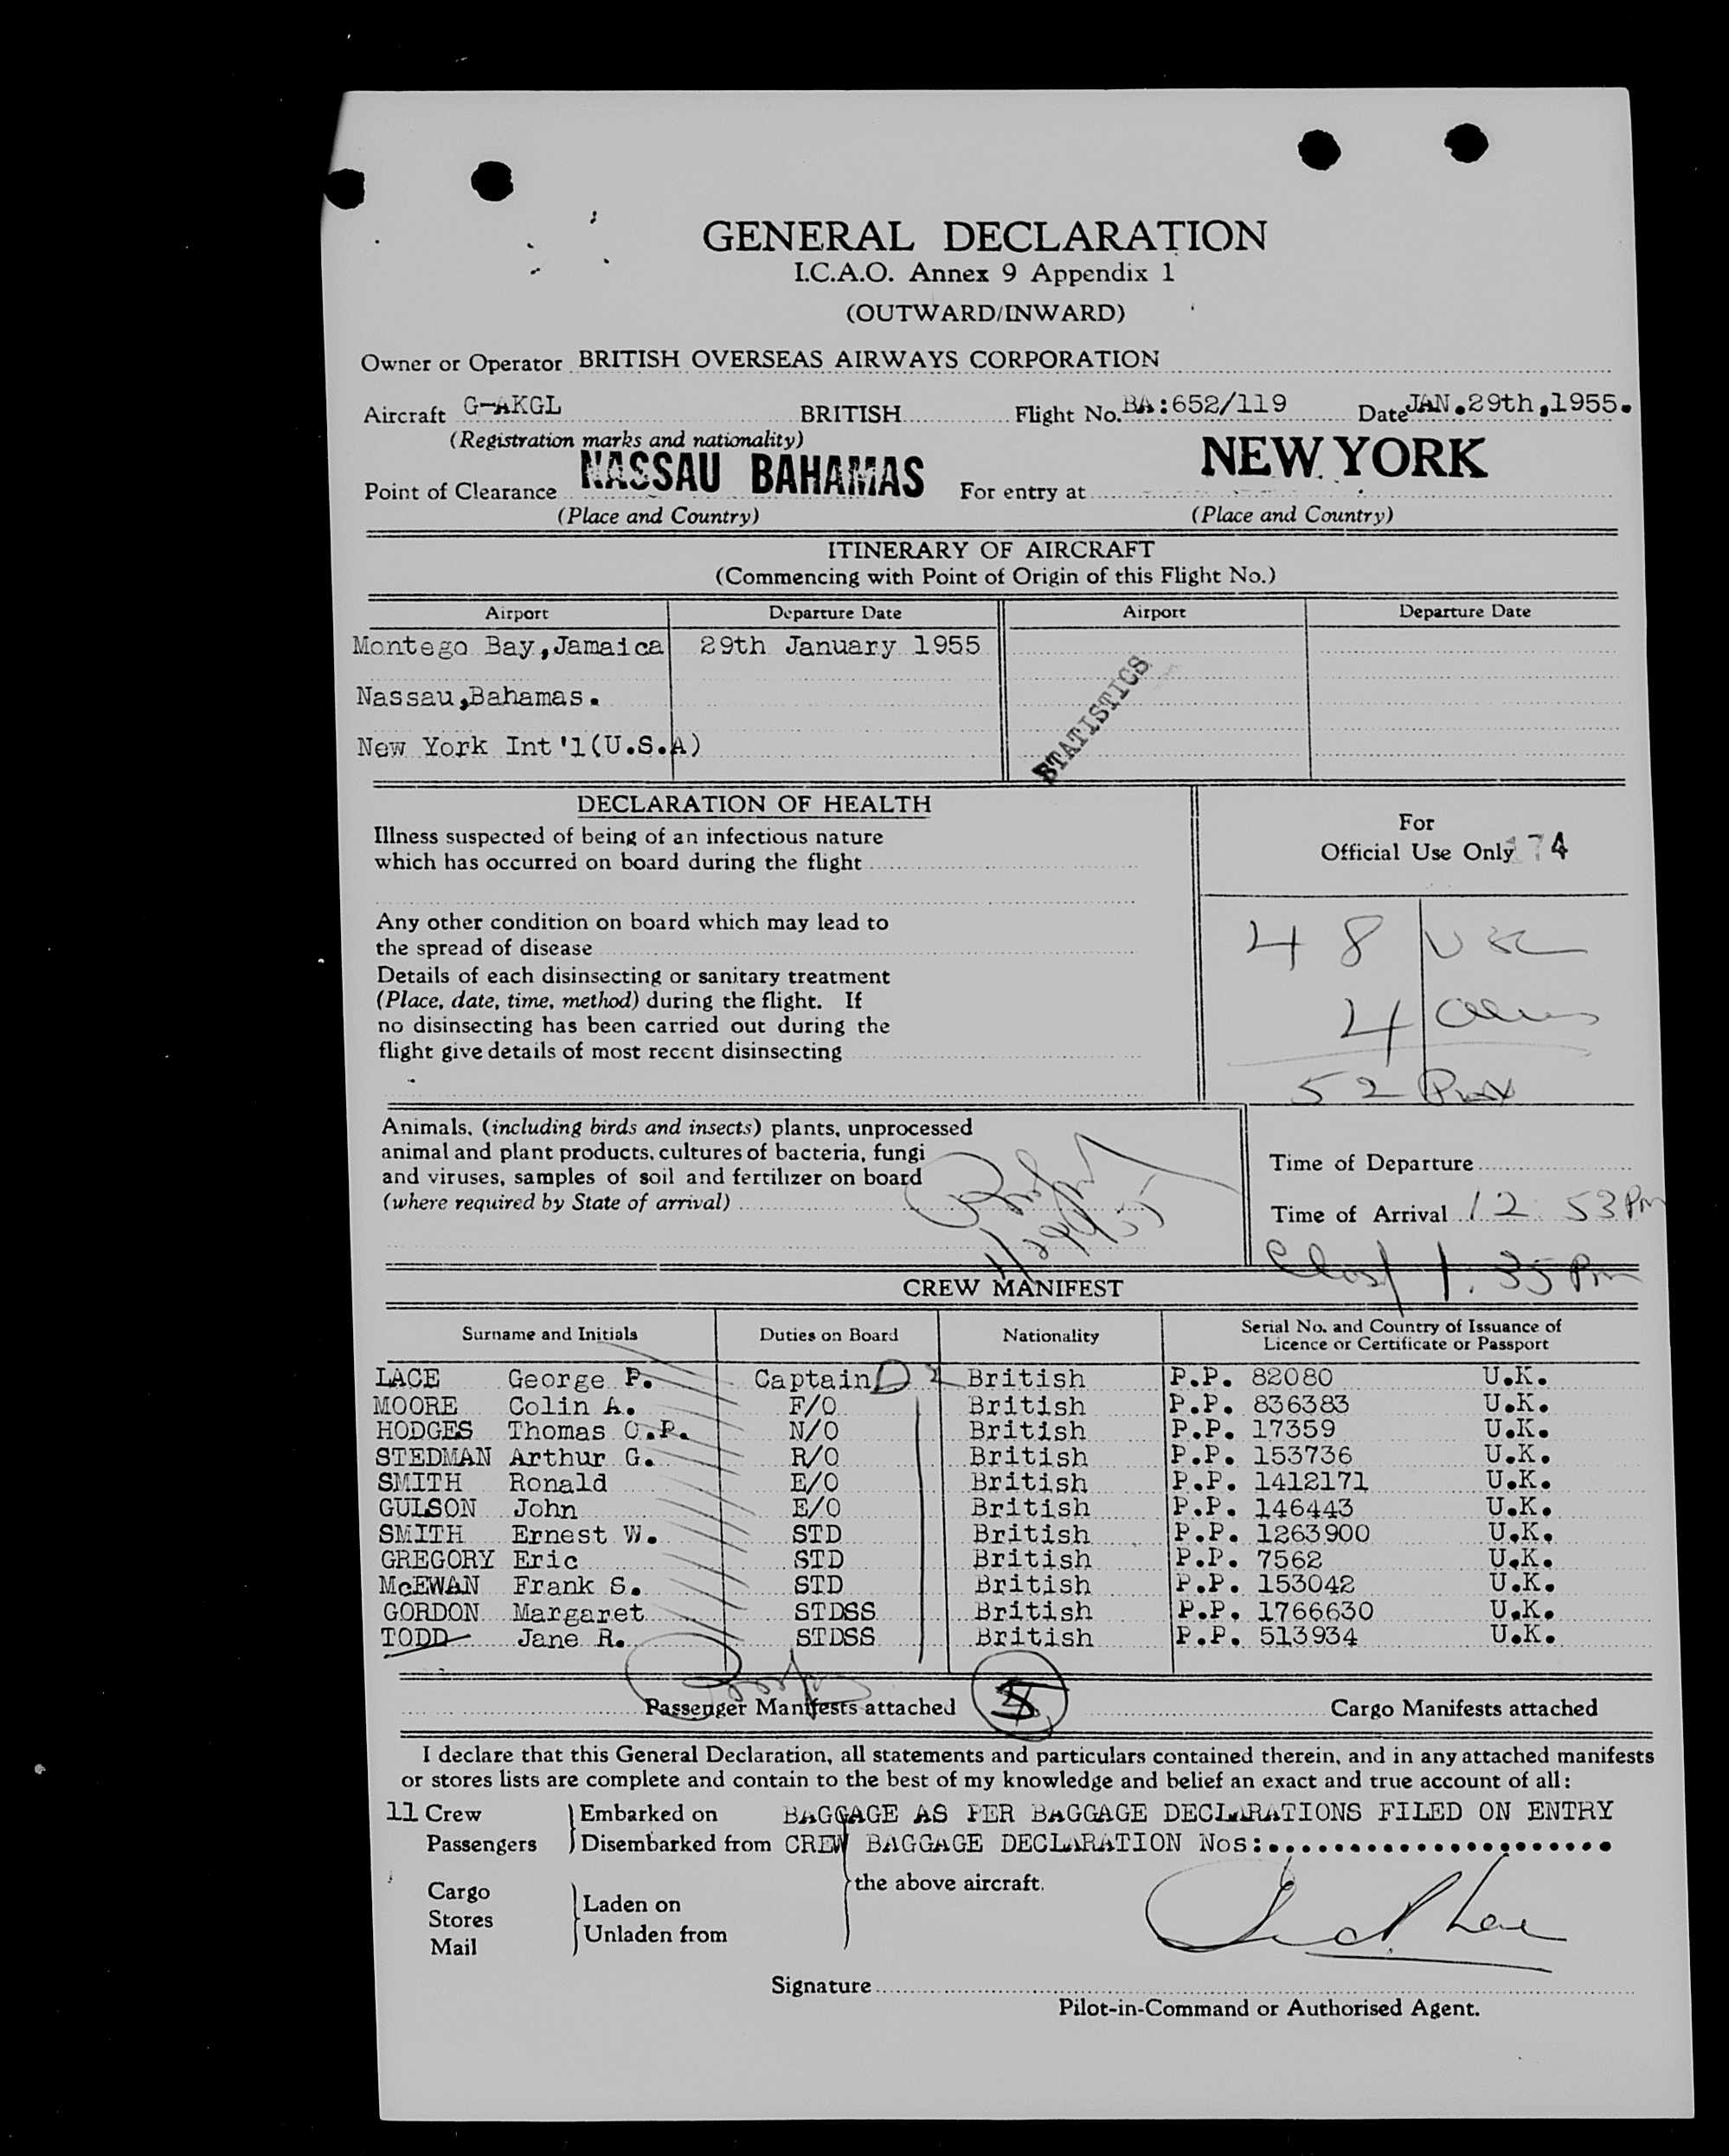 GENERAL DECLARATION
I.C.A.O. Annex 9 Appendix 1
(OUTWARD/INWARD)
Owner or Operator BRITISH OVERSEAS AIRWAYS CORPORATION
Aircraft G-AKGL BRITISH Flight No. BA:652/119 Date JAN.29th,1955.
(Registration marks and nationality)
Point of Clearance NASSAU BAHAMAS For entry at NEW YORK
(Place and Country) (Place and Country)
ITINERARY OF AIRCRAFT
(Commencing with Point of Origin of this Flight No.)
Airport Departure Date Airport Departure Date
Montego Bay,Jamaica 29th January 1955
Nassau,Bahamas.
New York Int'l(U.S.A)
STATISTICS
DECLARATION OF HEALTH
Illness suspected of being of an infectious nature
which has occurred on board during the flight
Any other condition on board which may lead to
the spread of disease
Details of each disinsecting or sanitary treatment
(Place, date, time, method) during the flight. If
no disinsecting has been carried out during the
flight give details of most recent disinsecting
For
Official Use Only 174
48 USC
4 Aliens
52 Pax
Animals, (including birds and insects) plants, unprocessed
animal and plant products, cultures of bacteria, fungi
and viruses, samples of soil and fertilizer on board
(where required by State of arrival)
1/29/55
Time of Departure
Time of Arrival 12 53 Pm
1.35 Pm
CREW MANIFEST
Surname and Initials Duties on Board Nationality Serial No. and Country of Issuance of
Licence or Certificate or Passport
LACE George P. Captain D 2 British P.P. 82080 U.K.
MOORE Colin A. F/O British P.P. 836383 U.K.
HODGES Thomas C.P. N/O British P.P. 17359 U.K.
STEDMAN Arthur G. R/O British P.P. 153736 U.K.
SMITH Ronald E/O British P.P. 1412171 U.K.
GULSON John E/O British P.P. 146443 U.K.
SMITH Ernest W. STD British P.P. 1263900 U.K.
GREGORY Eric STD British P.P. 7562 U.K.
McEWAN Frank S. STD British P.P. 153042 U.K.
GORDON Margaret STDSS British P.P. 1766630 U.K.
TODD Jane R. STDSS British P.P. 513934 U.K.
Passenger Manifests attached 5 Cargo Manifests attached
I declare that this General Declaration, all statements and particulars contained therein, and in any attached manifests
or stores lists are complete and contain to the best of my knowledge and belief an exact and true account of all:
11 Crew Embarked on BAGGAGE AS PER BAGGAGE DECLARATIONS FILED ON ENTRY
Passengers Disembarked from CREW BAGGAGE DECLARATION Nos:......................
Cargo the above aircraft.
Stores Laden on
Mail Unladen from
Signature
Pilot-in-Command or Authorised Agent.